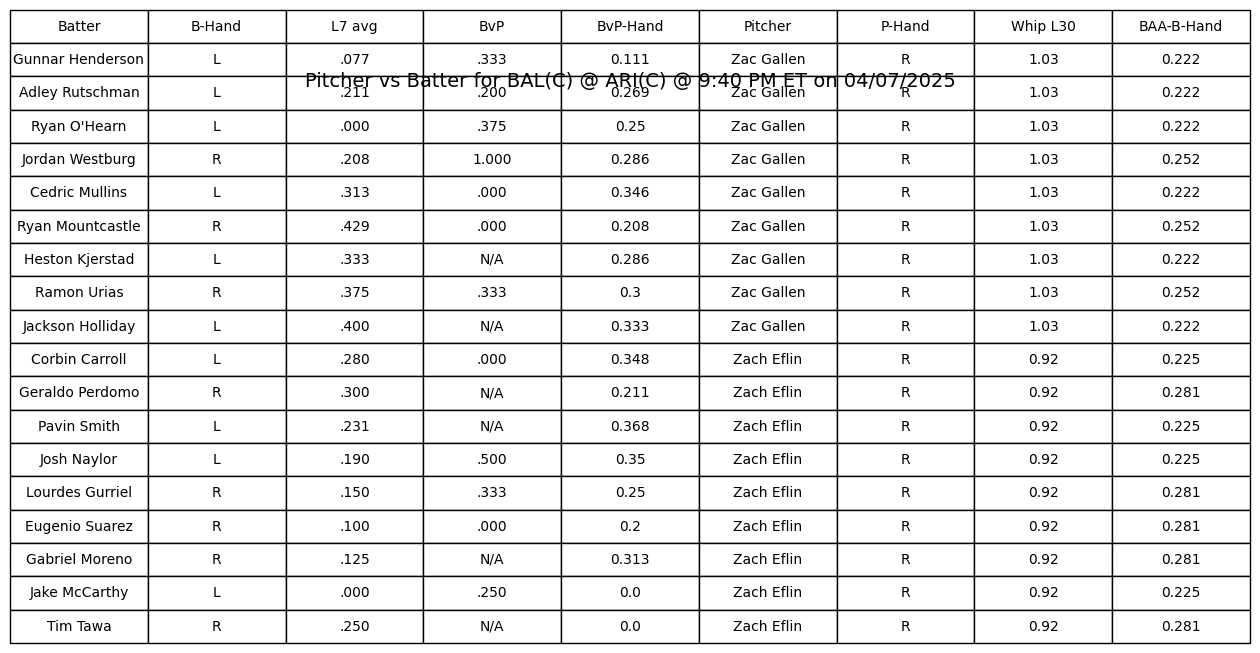 Batter B-Hand L7 avg BvP BvP-Hand Pitcher P-Hand Whip L30 BAA-B-Hand
Gunnar Henderson L .077 .333 0.111 Zac Gallen R 1.03 0.222
Pitcher vs Batter for BAL(C) @ ARI(C) @ 9:40 PM ET on 04/07/2025
Adley Rutschman L .211 .200 0.269 Zac Gallen R 1.03 0.222
Ryan O'Hearn L .000 .375 0.25 Zac Gallen R 1.03 0.222
Jordan Westburg R .208 1.000 0.286 Zac Gallen R 1.03 0.252
Cedric Mullins L .313 .000 0.346 Zac Gallen R 1.03 0.222
Ryan Mountcastle R .429 .000 0.208 Zac Gallen R 1.03 0.252
Heston Kjerstad L .333 N/A 0.286 Zac Gallen R 1.03 0.222
Ramon Urias R .375 .333 0.3 Zac Gallen R 1.03 0.252
Jackson Holliday L .400 N/A 0.333 Zac Gallen R 1.03 0.222
Corbin Carroll L .280 .000 0.348 Zach Eflin R 0.92 0.225
Geraldo Perdomo R .300 N/A 0.211 Zach Eflin R 0.92 0.281
Pavin Smith L .231 N/A 0.368 Zach Eflin R 0.92 0.225
Josh Naylor L .190 .500 0.35 Zach Eflin R 0.92 0.225
Lourdes Gurriel R .150 .333 0.25 Zach Eflin R 0.92 0.281
Eugenio Suarez R .100 .000 0.2 Zach Eflin R 0.92 0.281
Gabriel Moreno R .125 N/A 0.313 Zach Eflin R 0.92 0.281
Jake McCarthy L .000 .250 0.0 Zach Eflin R 0.92 0.225
Tim Tawa R .250 N/A 0.0 Zach Eflin R 0.92 0.281